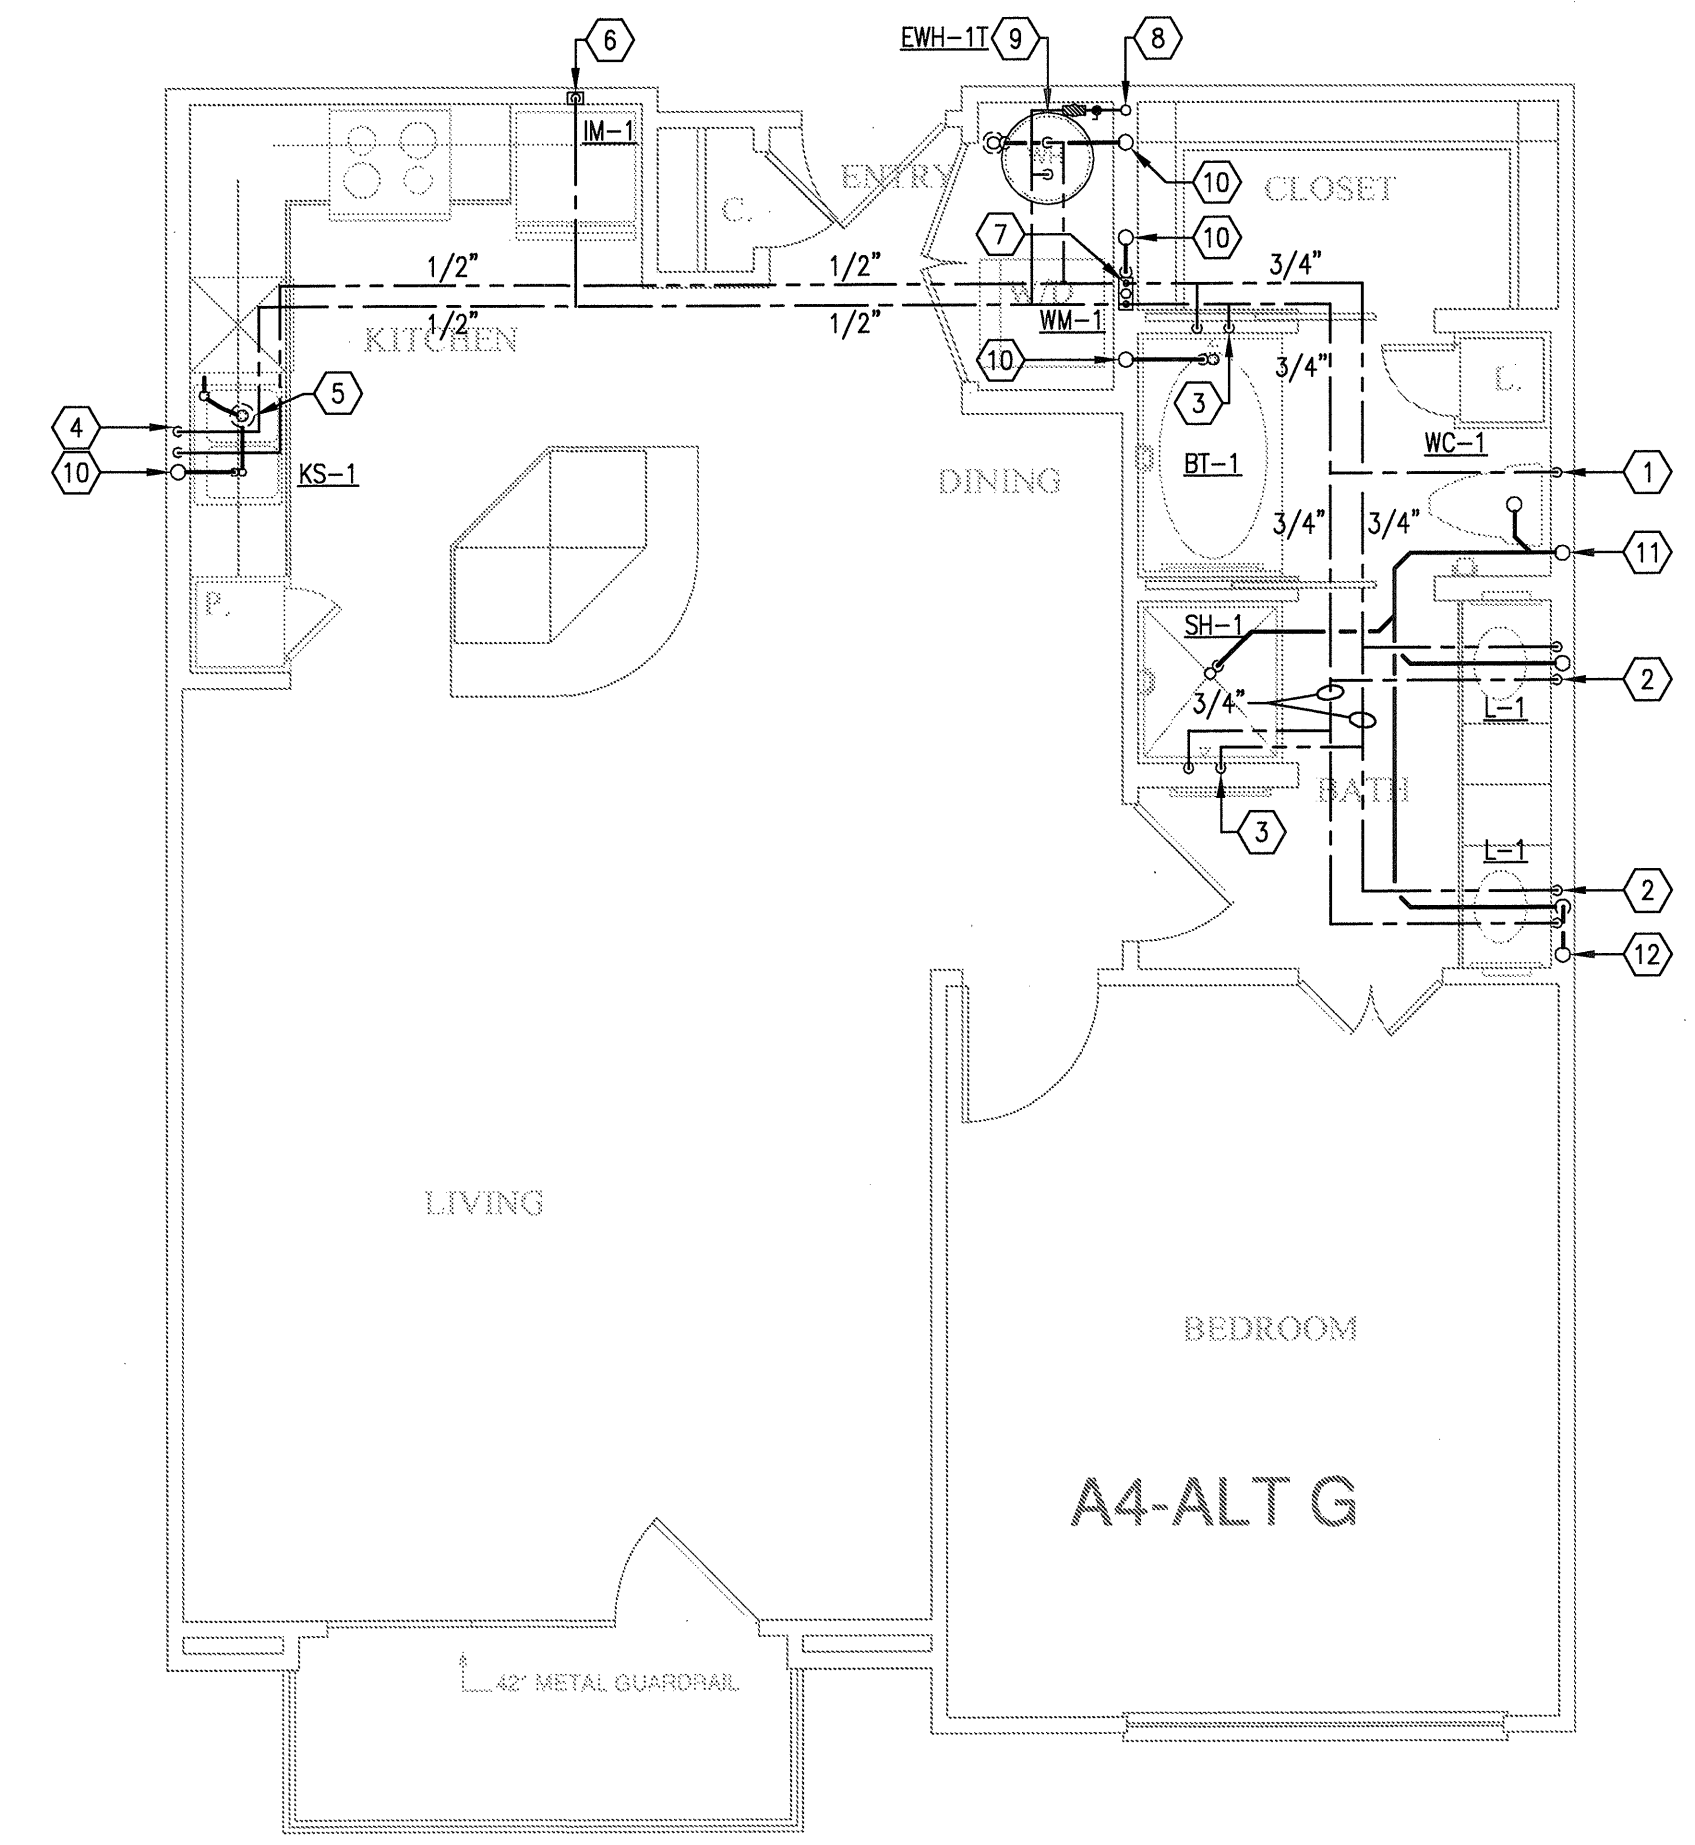 6
EWH-1T 9
8
IM-1
WH
ENTRY
10
CLOSET
C.
7
10
1/2"
1/2"
3/4"
W/D
WM-1
1/2"
1/2"
KITCHEN
10
3/4"
L.
5
3
4
10
KS-1
WC-1
BT-1
1
DINING
3/4"
3/4"
11
P.
SH-1
2
3/4"
L-1
BATH
3
L-1
2
12
LIVING
BEDROOM
A4-ALT G
42" METAL GUARDRAIL